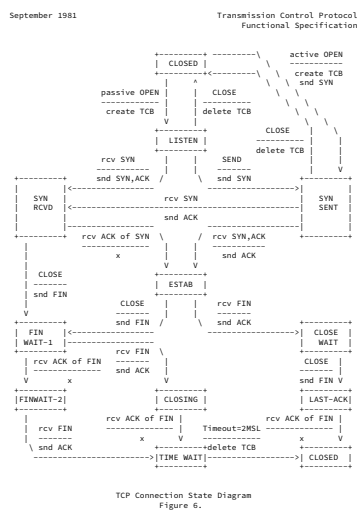 September 1981
Transmission Control Protocol
Functional Specification
+---------+ ---------\ active OPEN
| CLOSED | \ -----------
+---------+<---------\ \ create TCB
| ^ \ \ snd SYN
passive OPEN | | CLOSE \ \
------------ | | ---------- \ \
create TCB | | delete TCB \ \
V | \ \
+---------+ CLOSE | \
| LISTEN | ---------- | |
+---------+ delete TCB | |
rcv SYN | | SEND | |
----------- | | ------- | V
+---------+ snd SYN,ACK / \ snd SYN +---------+
| |<----------------- ------------------>| |
| SYN | rcv SYN | SYN |
| RCVD |<-----------------------------------------------| SENT |
| | snd ACK | |
| |------------------ -------------------| |
+---------+ rcv ACK of SYN \ / rcv SYN,ACK +---------+
| -------------- | | -----------
| x | | snd ACK
| V V
| CLOSE +---------+
| ------- | ESTAB |
| snd FIN +---------+
| CLOSE | | rcv FIN
V ------- | | -------
+---------+ snd FIN / \ snd ACK +---------+
| FIN |<----------------- ------------------>| CLOSE |
| WAIT-1 |------------------ | WAIT |
+---------+ rcv FIN \ +---------+
| rcv ACK of FIN ------- | CLOSE |
| -------------- snd ACK | ------- |
V x V snd FIN V
+---------+ +---------+ +---------+
|FINWAIT-2| | CLOSING | | LAST-ACK|
+---------+ +---------+ +---------+
| rcv ACK of FIN | rcv ACK of FIN |
| rcv FIN -------------- | Timeout=2MSL -------------- |
| ------- x V ------------ x V
\ snd ACK +---------+delete TCB +---------+
------------------------>|TIME WAIT|------------------>| CLOSED |
+---------+ +---------+
TCP Connection State Diagram
Figure 6.